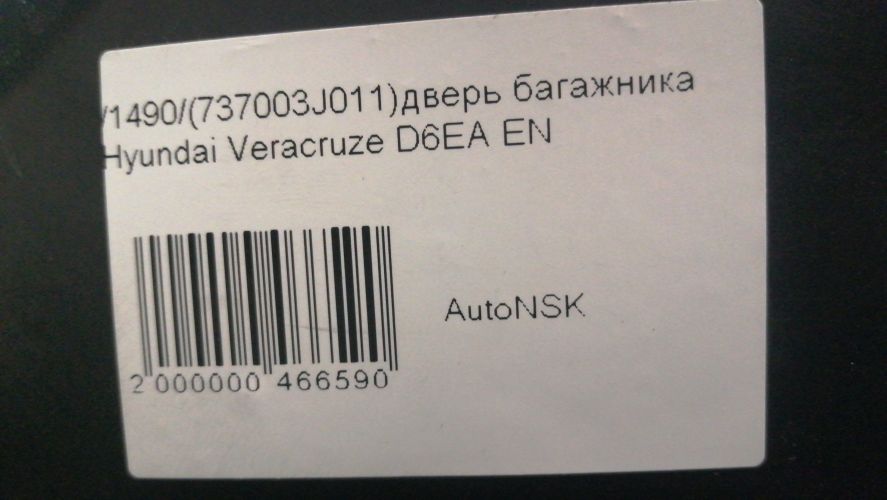 /1490/(737003J011)дверь багажника
Hyundai Veracruze D6EA EN
AutoNSK
2 000000 466590